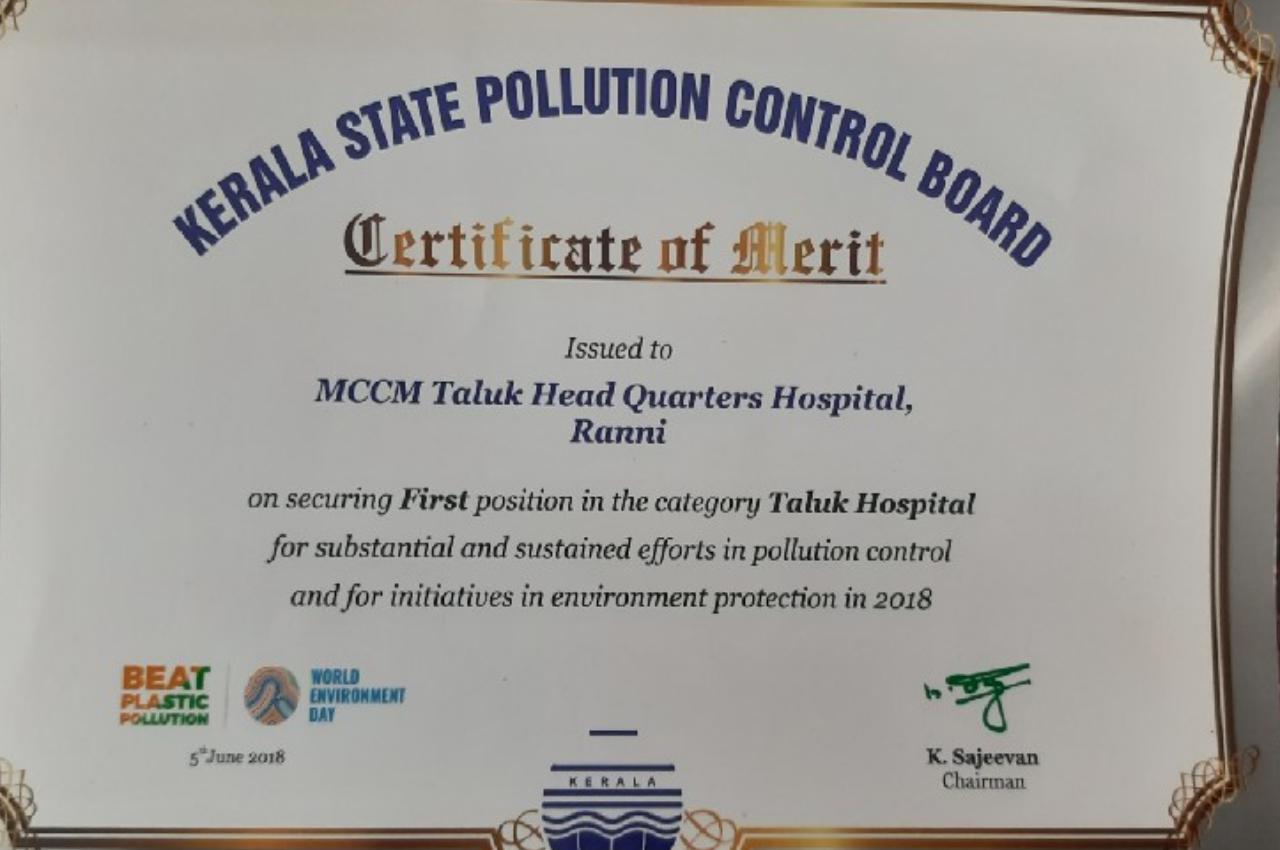 KERALA STATE POLLUTION CONTROL BOARD
Certificate of Merit
Issued to
MCCM Taluk Head Quarters Hospital,
Ranni
on securing First position in the category Taluk Hospital
for substantial and sustained efforts in pollution control
and for initiatives in environment protection in 2018
BEAT
PLASTIC
POLLUTION
WORLD
ENVIRONMENT
DAY
5th June 2018
K. Sajeevan
Chairman
KERALA